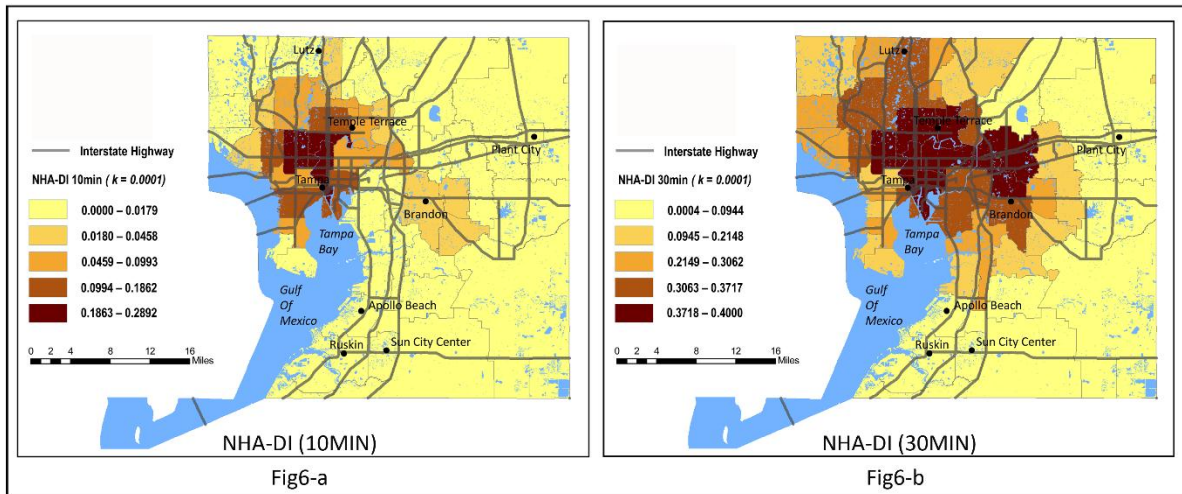 Lutz
Temple Terrace
Plant City
Tampa
Brandon
Tampa
Bay
Gulf
Of
Mexico
Apollo Beach
Ruskin
Sun City Center
Interstate Highway
NHA-DI 10min ( k = 0.0001)
0.0000 – 0.0179
0.0180 – 0.0458
0.0459 – 0.0993
0.0994 – 0.1862
0.1863 – 0.2892
0 2 4 8 12 16
Miles
NHA-DI (10MIN)
Fig6-a
Lutz
Temple Terrace
Plant City
Tampa
Brandon
Tampa
Bay
Gulf
Of
Mexico
Apollo Beach
Ruskin
Sun City Center
Interstate Highway
NHA-DI 30min ( k = 0.0001)
0.0004 – 0.0944
0.0945 – 0.2148
0.2149 – 0.3062
0.3063 – 0.3717
0.3718 – 0.4000
0 2 4 8 12 16
Miles
NHA-DI (30MIN)
Fig6-b